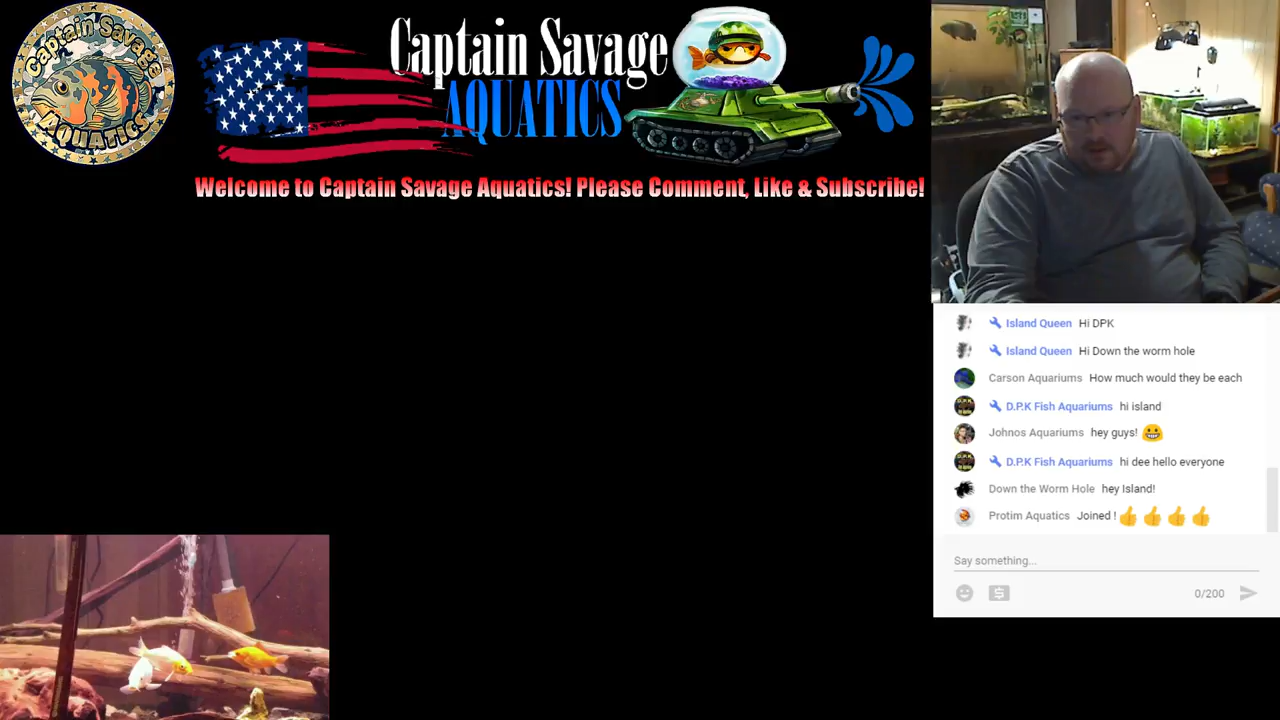 Captain Savage
AQUATICS
Captain Savage
AQUATICS
Welcome to Captain Savage Aquatics! Please Comment, Like & Subscribe!
Island Queen Hi DPK
Island Queen Hi Down the worm hole
Carson Aquariums How much would they be each
D.P.K Fish Aquariums hi island
Johnos Aquariums hey guys! 😀
D.P.K Fish Aquariums hi dee hello everyone
Down the Worm Hole hey Island!
Protim Aquatics Joined ! 👍 👍 👍 👍
Say something...
0/200